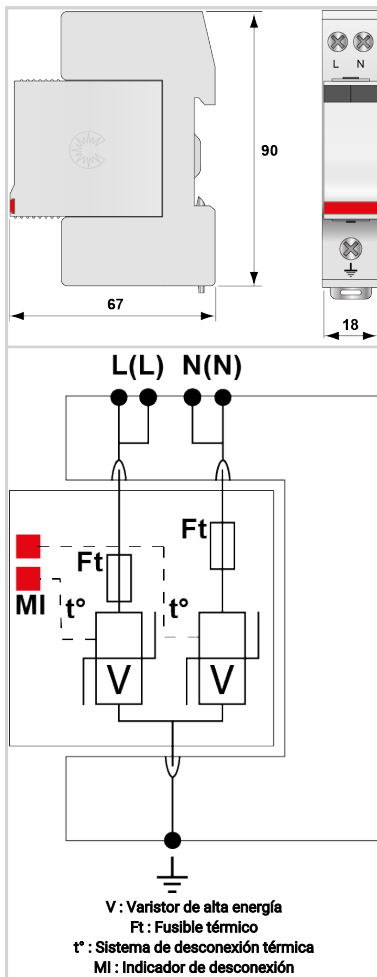 L N
90
67
18
L(L) N(N)
Ft
Ft
MI
t°
t°
V
V
V : Varistor de alta energía
Ft : Fusible térmico
t° : Sistema de desconexión térmica
MI : Indicador de desconexión